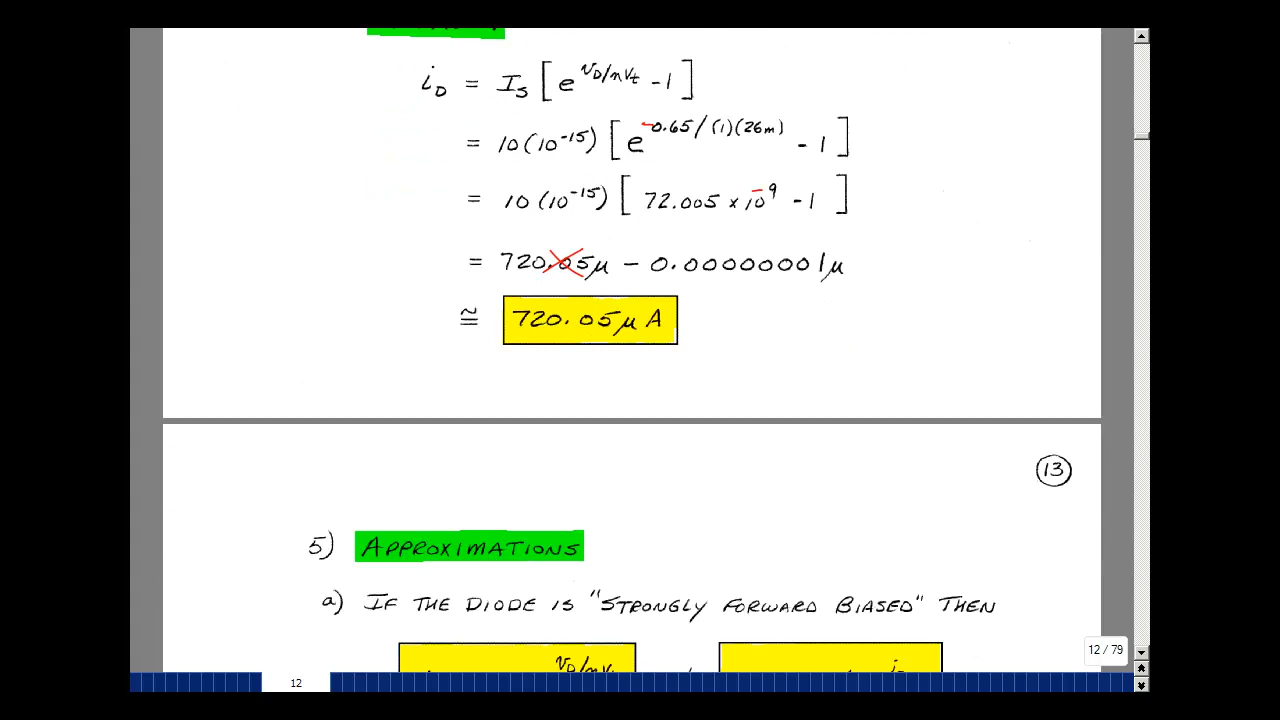 i_D = I_S [ e^{v_D/nV_t} - 1 ]
= 10(10^{-15}) [ e^{-0.65/(1)(26m)} - 1 ]
= 10(10^{-15}) [ 72.005 × 10^{-9} - 1 ]
= 720.05μ - 0.00000001μ
≅ 720.05μA
13
5) APPROXIMATIONS
a) IF THE DIODE IS "STRONGLY FORWARD BIASED" THEN
12 / 79
12